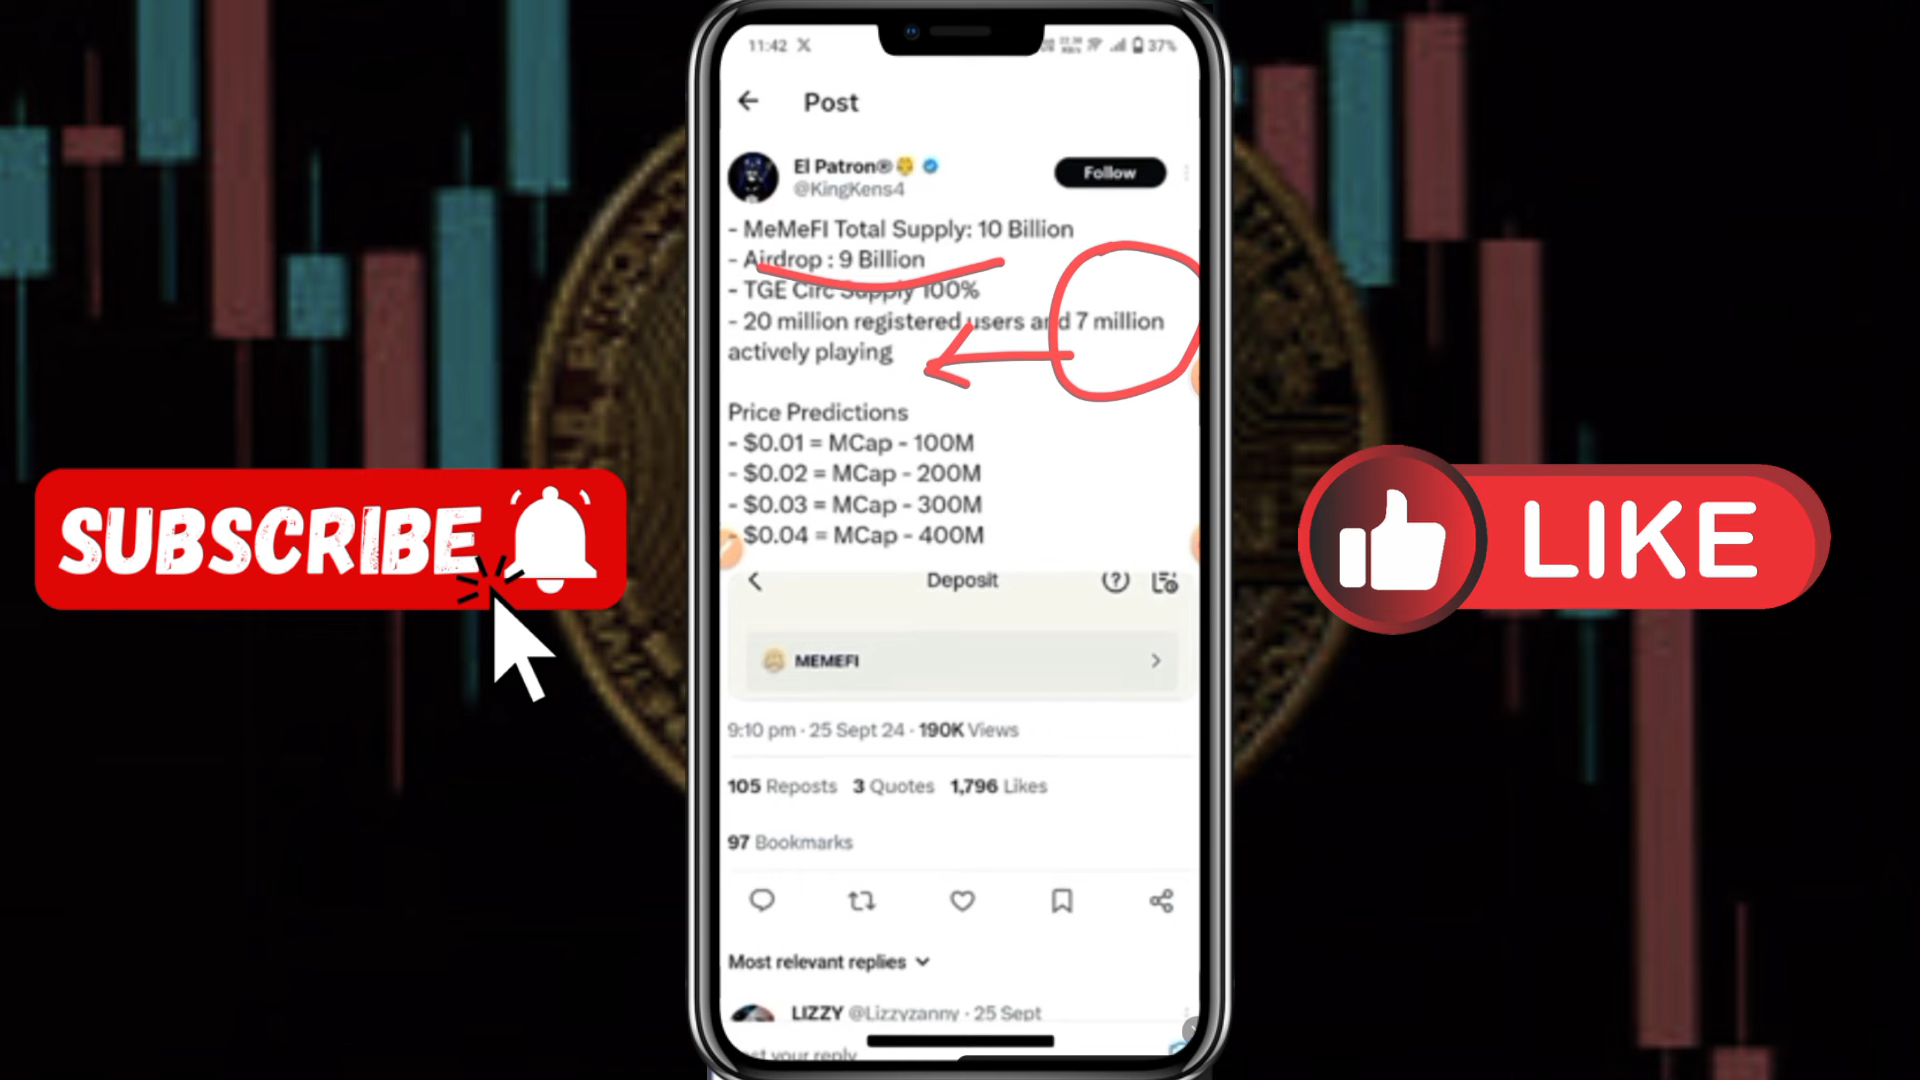 11:42 X
37%
Post
El Patron®
@KingKens4
Follow
- MeMeFI Total Supply: 10 Billion
- Airdrop : 9 Billion
- TGE Circ Supply 100%
- 20 million registered users and 7 million
actively playing
Price Predictions
- $0.01 = MCap - 100M
- $0.02 = MCap - 200M
- $0.03 = MCap - 300M
- $0.04 = MCap - 400M
SUBSCRIBE
LIKE
Deposit
MEMEFI
9:10 pm · 25 Sept 24 · 190K Views
105 Reposts 3 Quotes 1,796 Likes
97 Bookmarks
Most relevant replies
LIZZY @Lizzyzanny · 25 Sept
your reply